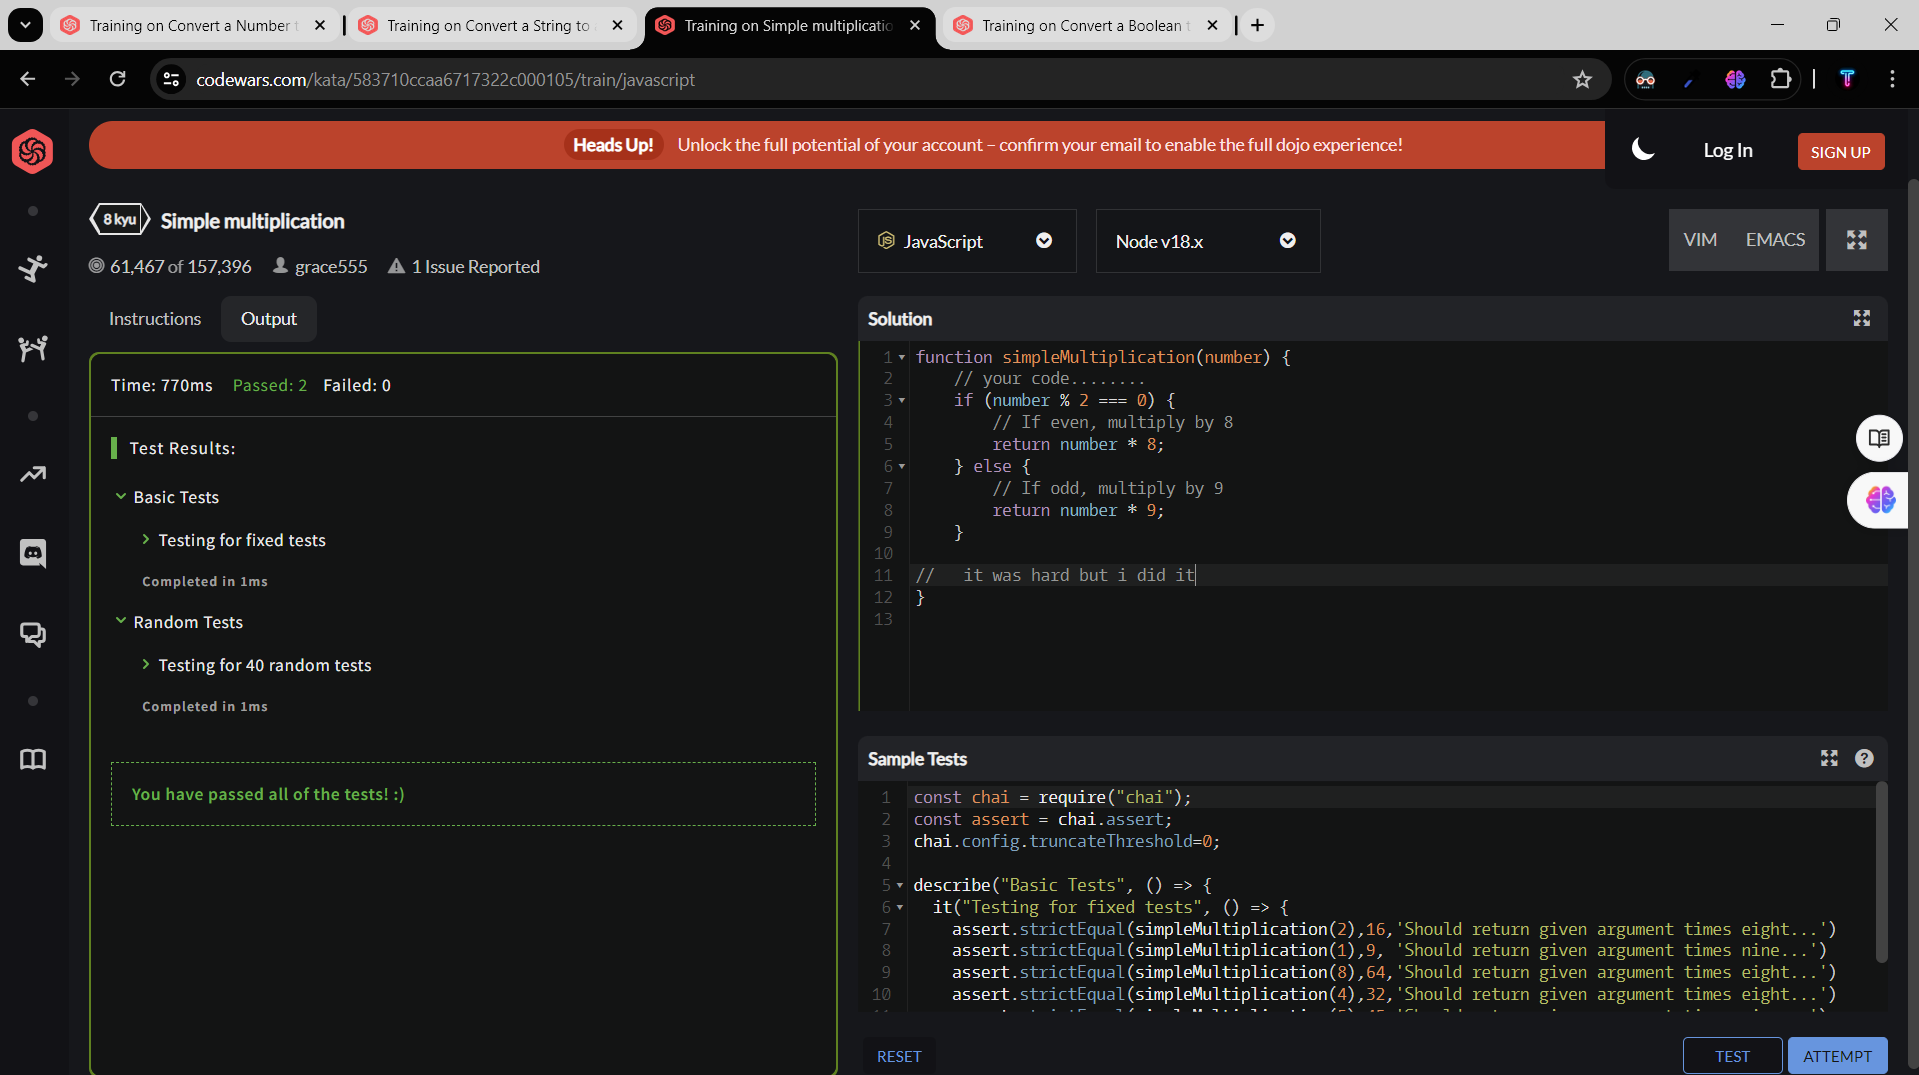 Training on Convert a Number t
Training on Convert a String to
Training on Simple multiplicatio
Training on Convert a Boolean t
codewars.com/kata/583710ccaa6717322c000105/train/javascript
Heads Up! Unlock the full potential of your account – confirm your email to enable the full dojo experience!
Log In
SIGN UP
8 kyu
Simple multiplication
61,467 of 157,396
grace555
1 Issue Reported
JavaScript
Node v18.x
VIM
EMACS
Instructions
Output
Time: 770ms Passed: 2 Failed: 0
Test Results:
Basic Tests
Testing for fixed tests
Completed in 1ms
Random Tests
Testing for 40 random tests
Completed in 1ms
You have passed all of the tests! :)
Solution
1 function simpleMultiplication(number) {
2 // your code........
3 if (number % 2 === 0) {
4 // If even, multiply by 8
5 return number * 8;
6 } else {
7 // If odd, multiply by 9
8 return number * 9;
9 }
10
11 // it was hard but i did it
12 }
13
Sample Tests
1 const chai = require("chai");
2 const assert = chai.assert;
3 chai.config.truncateThreshold=0;
4
5 describe("Basic Tests", () => {
6 it("Testing for fixed tests", () => {
7 assert.strictEqual(simpleMultiplication(2),16,'Should return given argument times eight...')
8 assert.strictEqual(simpleMultiplication(1),9, 'Should return given argument times nine...')
9 assert.strictEqual(simpleMultiplication(8),64,'Should return given argument times eight...')
10 assert.strictEqual(simpleMultiplication(4),32,'Should return given argument times eight...')
RESET
TEST
ATTEMPT